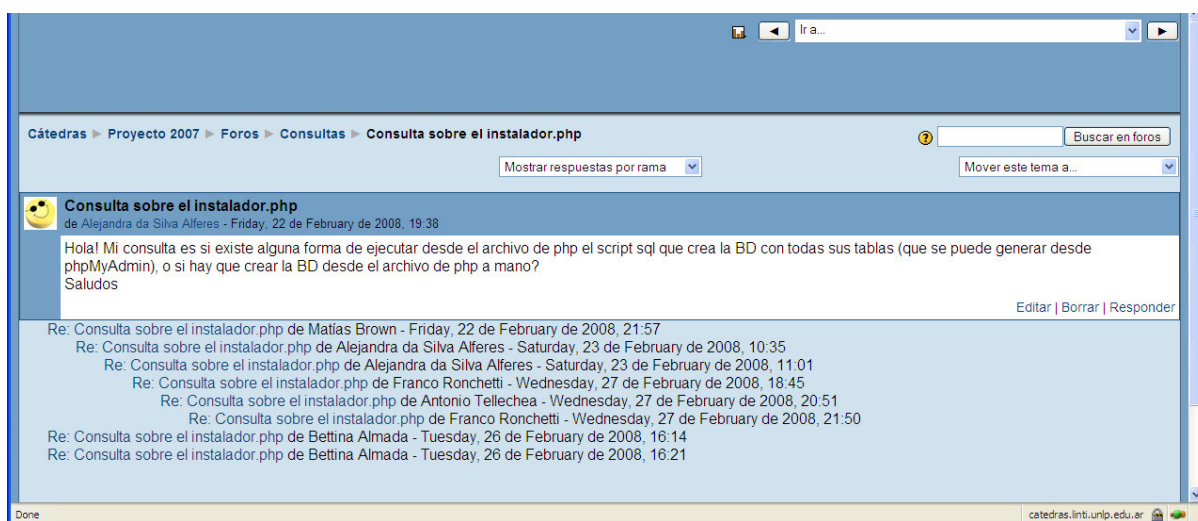 Ir a...
Cátedras ▶ Proyecto 2007 ▶ Foros ▶ Consultas ▶ Consulta sobre el instalador.php
Buscar en foros
Mostrar respuestas por rama
Mover este tema a...
Consulta sobre el instalador.php
de Alejandra da Silva Alferes - Friday, 22 de February de 2008, 19:38
Hola! Mi consulta es si existe alguna forma de ejecutar desde el archivo de php el script sql que crea la BD con todas sus tablas (que se puede generar desde
phpMyAdmin), o si hay que crear la BD desde el archivo de php a mano?
Saludos
Editar | Borrar | Responder
Re: Consulta sobre el instalador.php de Matías Brown - Friday, 22 de February de 2008, 21:57
Re: Consulta sobre el instalador.php de Alejandra da Silva Alferes - Saturday, 23 de February de 2008, 10:35
Re: Consulta sobre el instalador.php de Alejandra da Silva Alferes - Saturday, 23 de February de 2008, 11:01
Re: Consulta sobre el instalador.php de Franco Ronchetti - Wednesday, 27 de February de 2008, 18:45
Re: Consulta sobre el instalador.php de Antonio Tellechea - Wednesday, 27 de February de 2008, 20:51
Re: Consulta sobre el instalador.php de Franco Ronchetti - Wednesday, 27 de February de 2008, 21:50
Re: Consulta sobre el instalador.php de Bettina Almada - Tuesday, 26 de February de 2008, 16:14
Re: Consulta sobre el instalador.php de Bettina Almada - Tuesday, 26 de February de 2008, 16:21
Done
catedras.linti.unlp.edu.ar